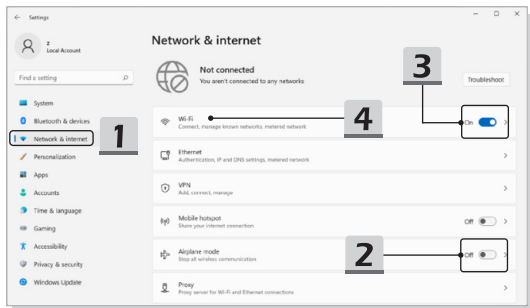 Settings
z
Local Account
Find a setting
System
Bluetooth & devices
Network & internet
Personalization
Apps
Accounts
Time & language
Gaming
Accessibility
Privacy & security
Windows Update
1
Network & internet
Not connected
You aren't connected to any networks
Troubleshoot
3
Wi-Fi
Connect, manage known networks, metered network
4
On
Ethernet
Authentication, IP and DNS settings, metered network
VPN
Add, connect, manage
Mobile hotspot
Share your internet connection
Off
Airplane mode
Stop all wireless communication
2
Off
Proxy
Proxy server for Wi-Fi and Ethernet connections